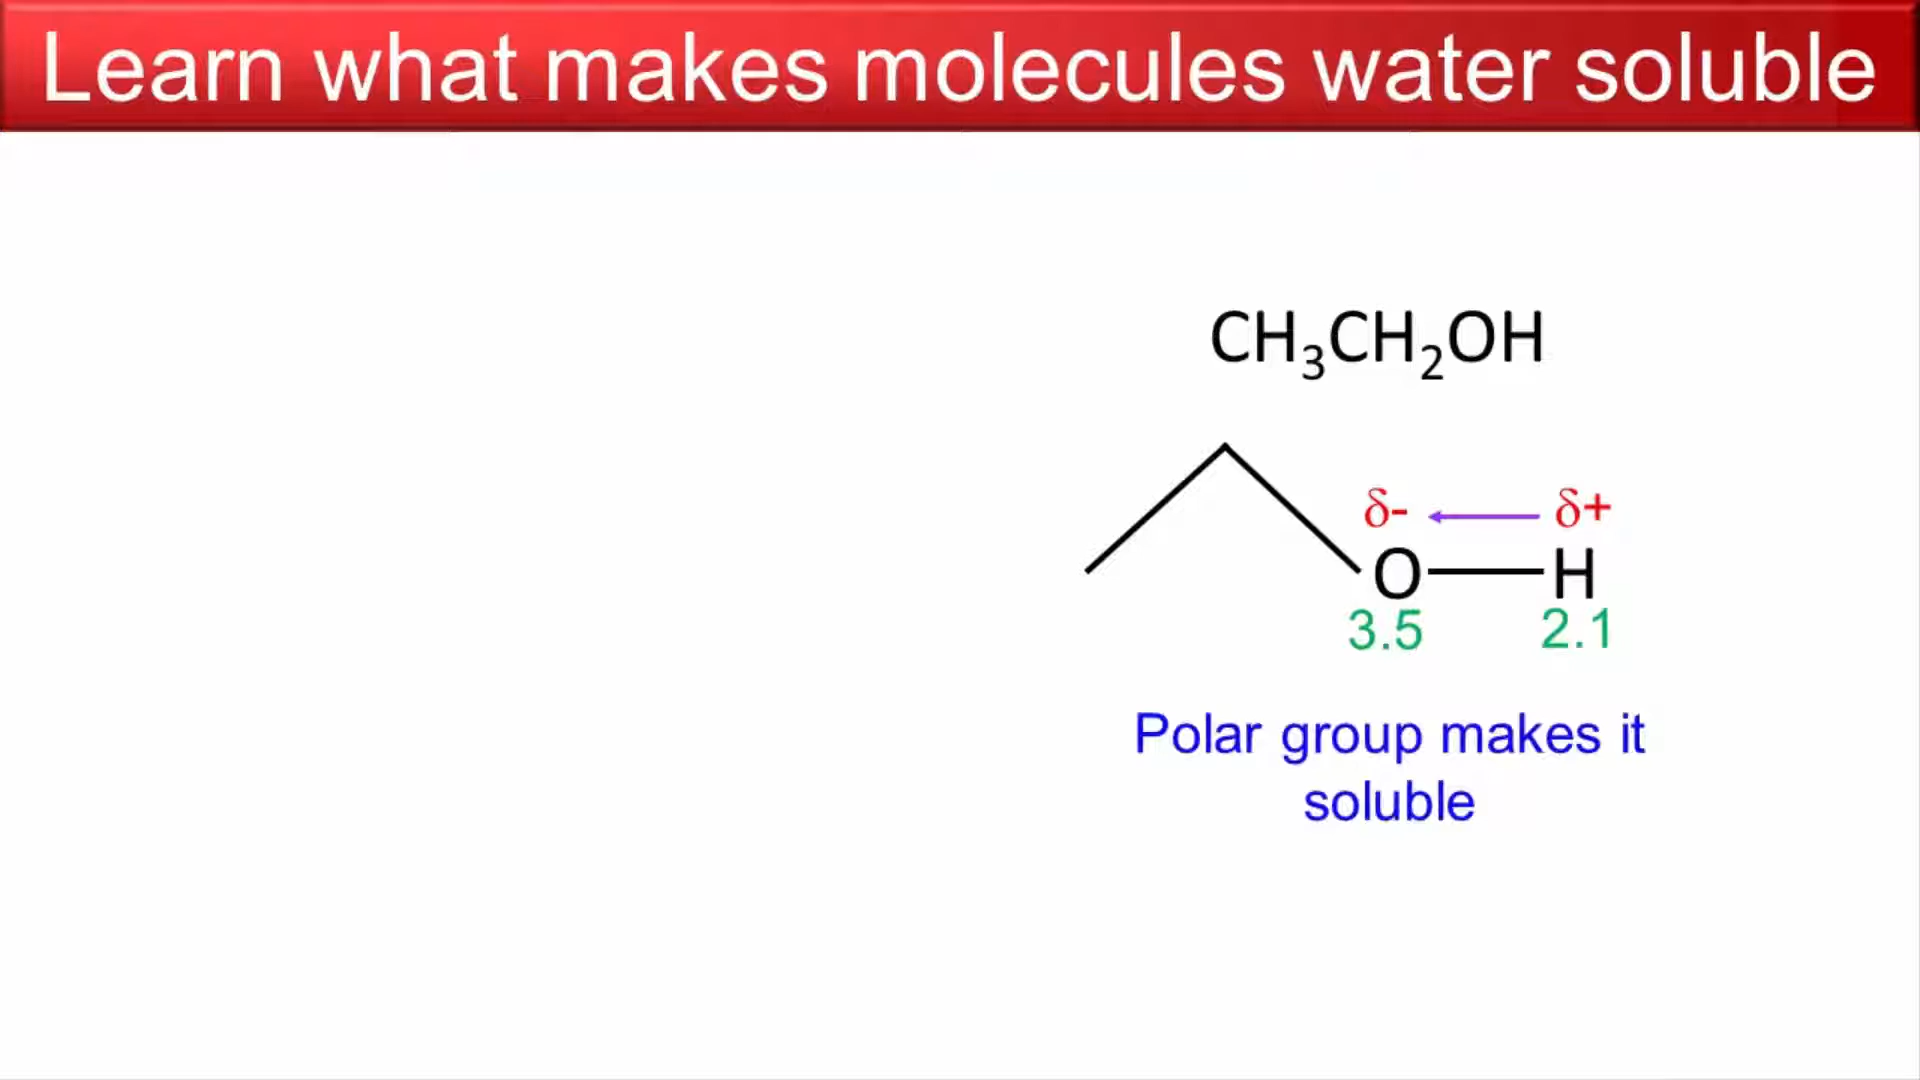 Learn what makes molecules water soluble
CH₃CH₂OH
δ- δ+
O H
3.5 2.1
Polar group makes it
soluble